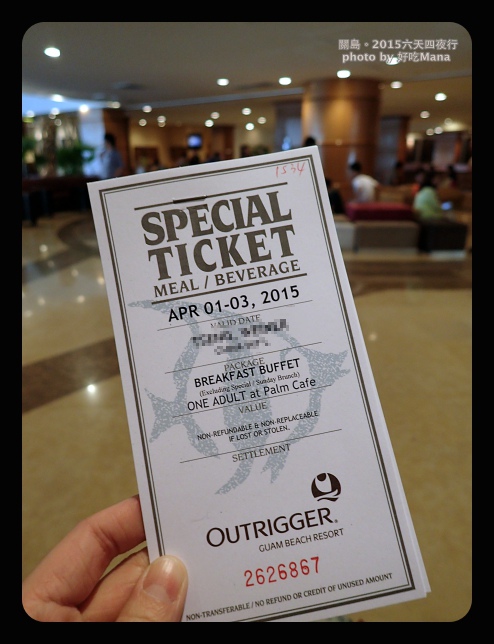 關島。2015六天四夜行
photo by 好吃Mana
1534
SPECIAL
TICKET
MEAL / BEVERAGE
APR 01-03, 2015
VALID DATE
PACKAGE
BREAKFAST BUFFET
(Excluding Special / Sunday Brunch)
ONE ADULT at Palm Cafe
VALUE
NON-REFUNDABLE & NON-REPLACEABLE
IF LOST OR STOLEN.
SETTLEMENT
OUTRIGGER®
GUAM BEACH RESORT
2626867
NON-TRANSFERABLE / NO REFUND OR CREDIT OF UNUSED AMOUNT